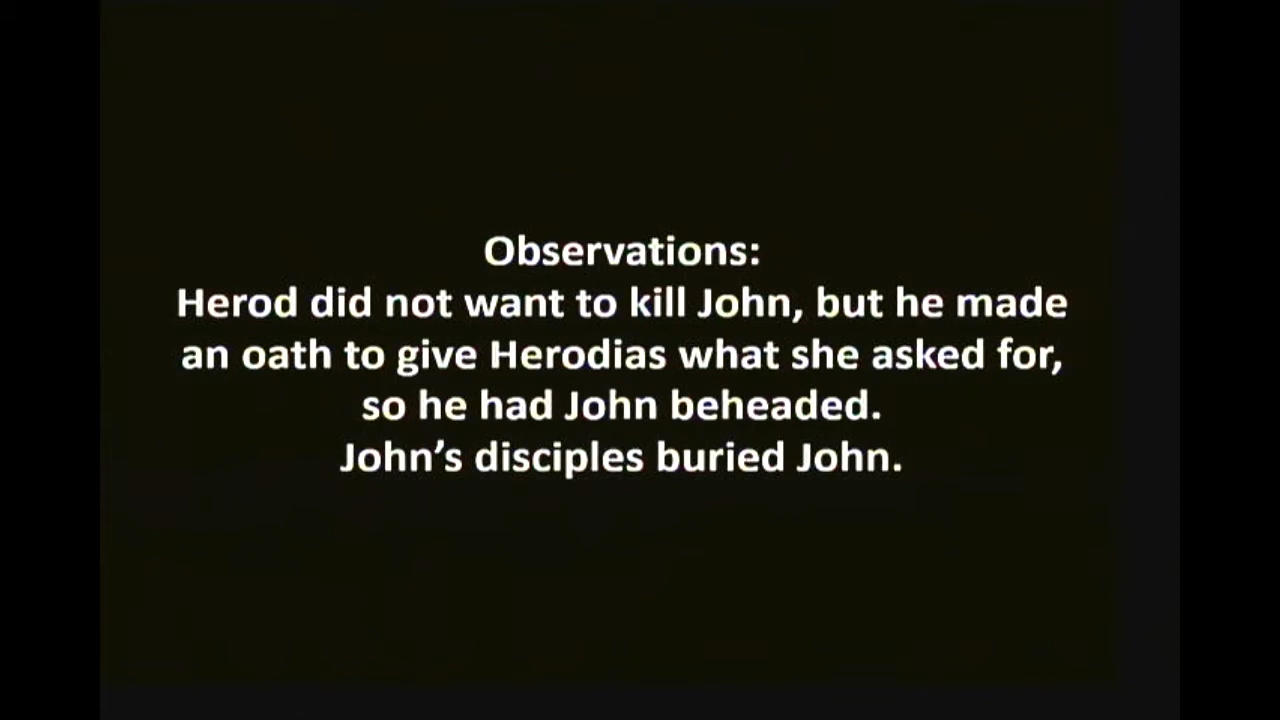 Observations:
Herod did not want to kill John, but he made
an oath to give Herodias what she asked for,
so he had John beheaded.
John’s disciples buried John.